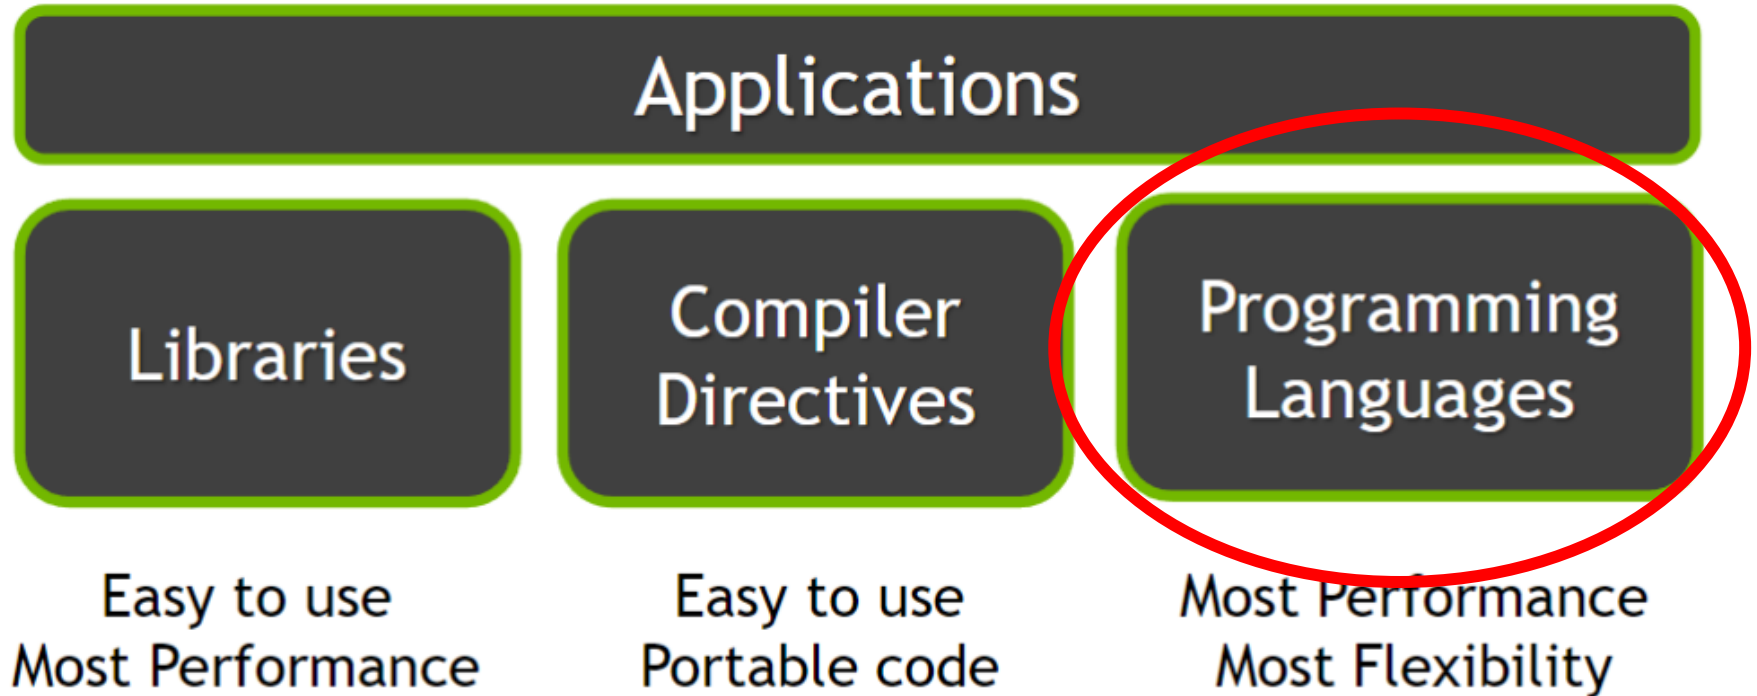 Applications
Libraries
Compiler
Directives
Programming
Languages
Easy to use
Most Performance
Easy to use
Portable code
Most Performance
Most Flexibility